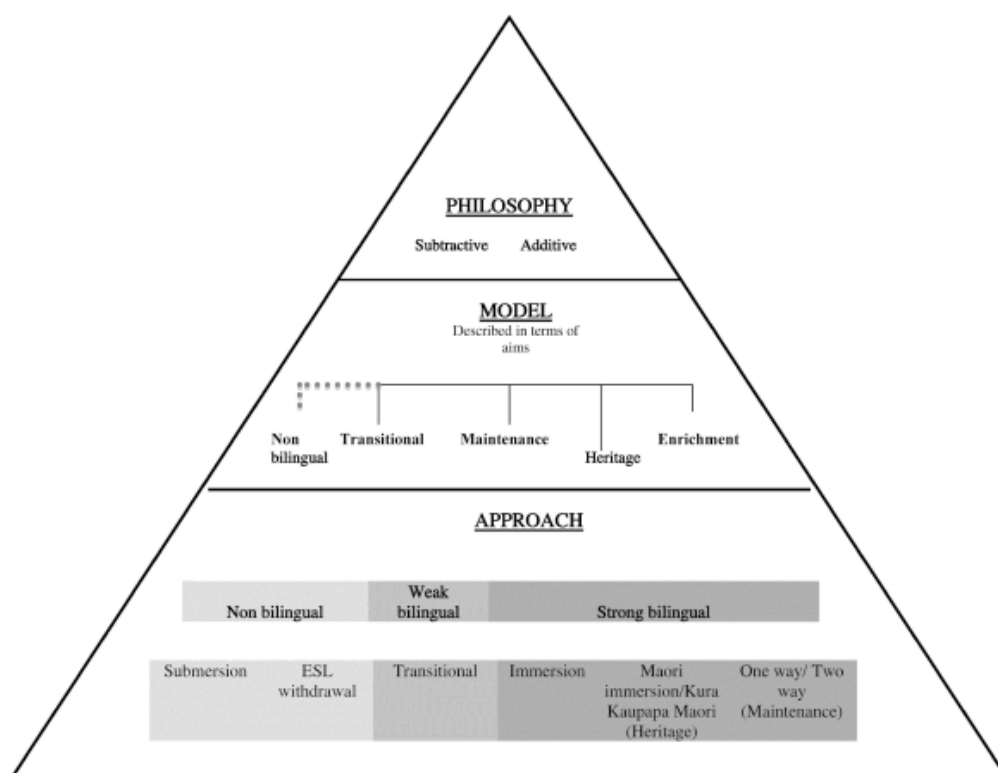 PHILOSOPHY
Subtractive Additive
MODEL
Described in terms of
aims
Non
bilingual
Transitional
Maintenance
Heritage
Enrichment
APPROACH
Non bilingual
Weak
bilingual
Strong bilingual
Submersion
ESL
withdrawal
Transitional
Immersion
Maori
immersion/Kura
Kaupapa Maori
(Heritage)
One way/ Two
way
(Maintenance)